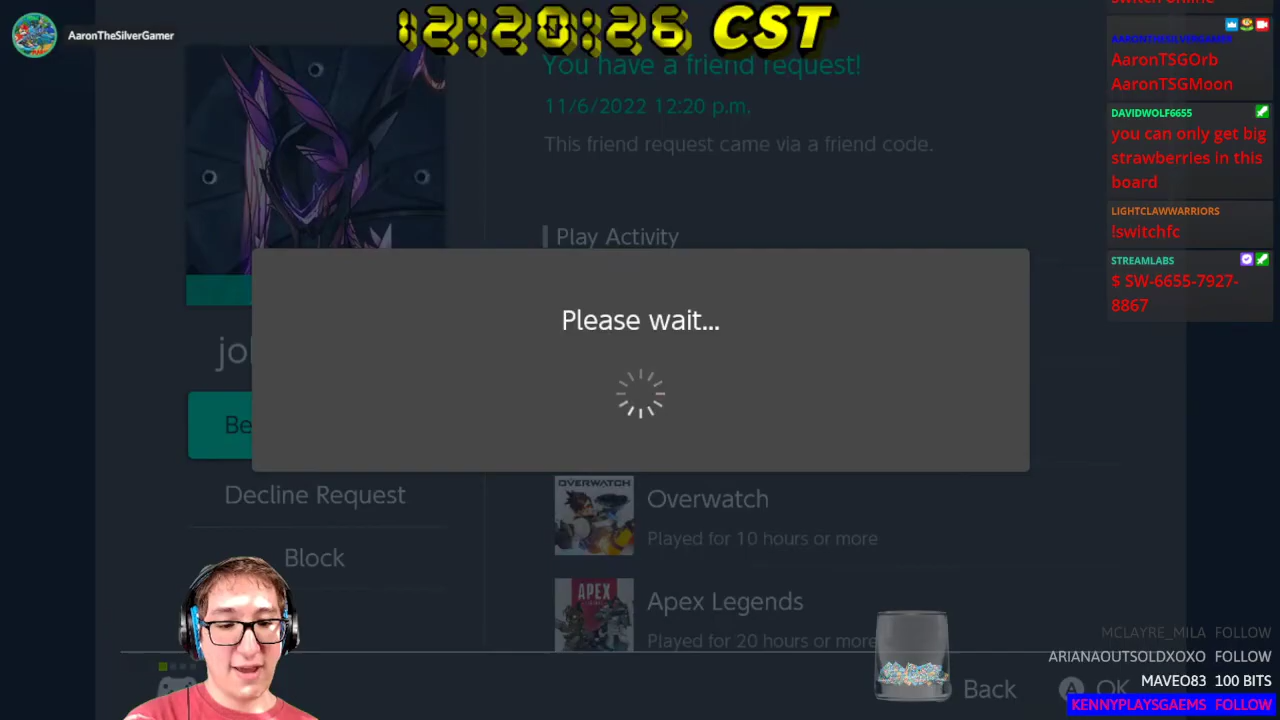 AaronTheSilverGamer
12:20:26 CST
You have a friend request!
11/6/2022 12:20 p.m.
This friend request came via a friend code.
Play Activity
Please wait...
jo
Be
Decline Request
Block
OVERWATCH
Overwatch
Played for 10 hours or more
APEX
Apex Legends
Played for 20 hours or more
Back
A OK
AaronTSGOrb
AaronTSGMoon
DAVIDWOLF6655
you can only get big
strawberries in this
board
LIGHTCLAWWARRIORS
!switchfc
STREAMLABS
$ SW-6655-7927-
8867
MCLAYRE_MILA FOLLOW
ARIANAOUTSOLDXOXO FOLLOW
MAVEO83 100 BITS
KENNYPLAYSGAEMS FOLLOW